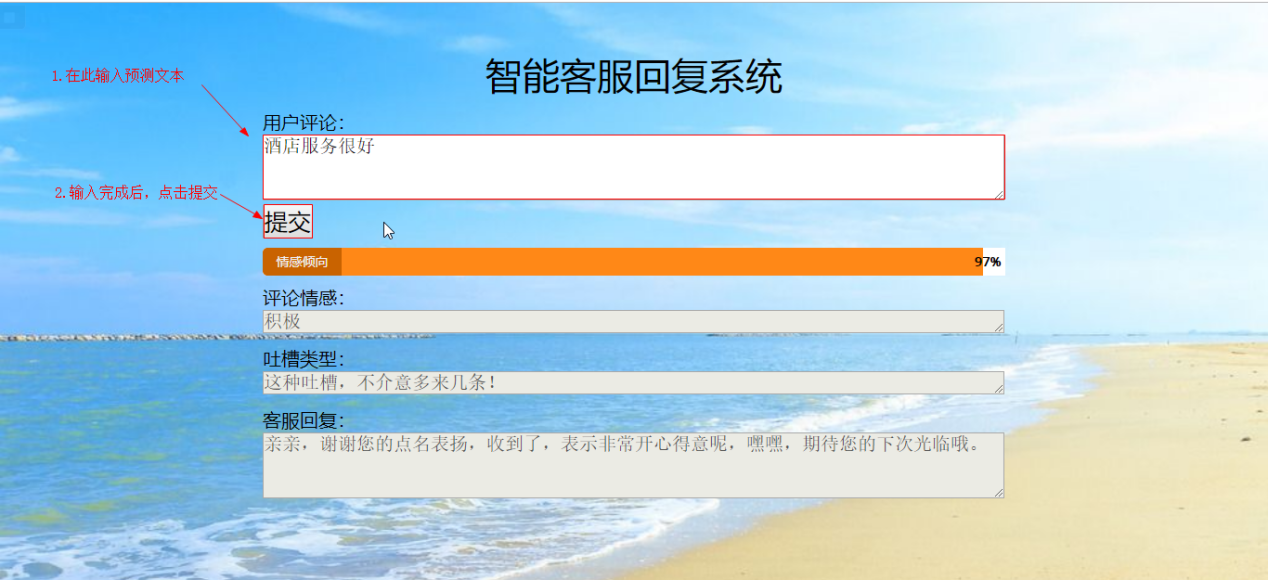 智能客服回复系统
1.在此输入预测文本
用户评论：
酒店服务很好
2.输入完成后，点击提交
提交
情感倾向 97%
评论情感：
积极
吐槽类型：
这种吐槽，不介意多来几条！
客服回复：
亲亲，谢谢您的点名表扬，收到了，表示非常开心得意呢，嘿嘿，期待您的下次光临哦。